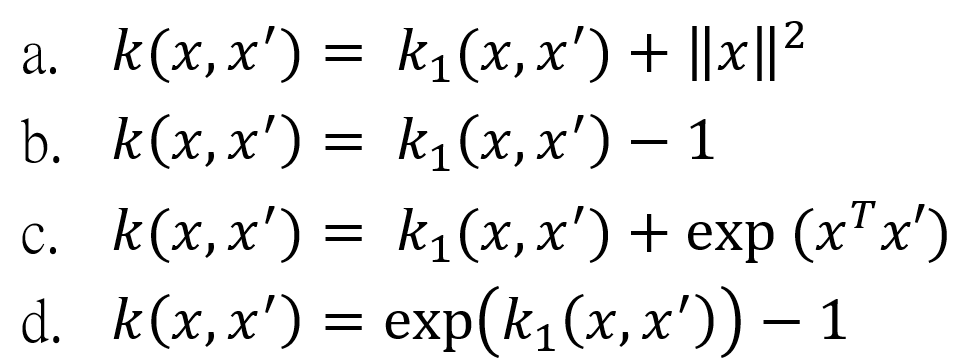 a. k(x, x′) = k₁(x, x′) + ‖x‖²
b. k(x, x′) = k₁(x, x′) − 1
c. k(x, x′) = k₁(x, x′) + exp (xᵀx′)
d. k(x, x′) = exp(k₁(x, x′)) − 1